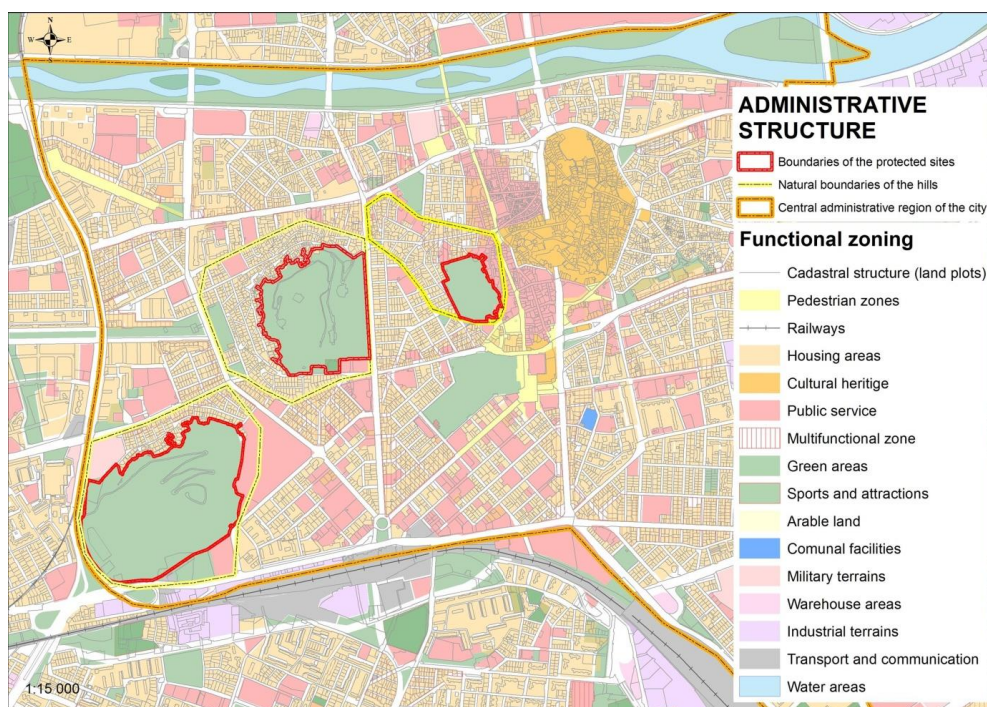 N
W E
S
ADMINISTRATIVE
STRUCTURE
Boundaries of the protected sites
Natural boundaries of the hills
Central administrative region of the city
Functional zoning
Cadastral structure (land plots)
Pedestrian zones
Railways
Housing areas
Cultural heritige
Public service
Multifunctional zone
Green areas
Sports and attractions
Arable land
Comunal facilities
Military terrains
Warehouse areas
Industrial terrains
Transport and communication
Water areas
1:15 000